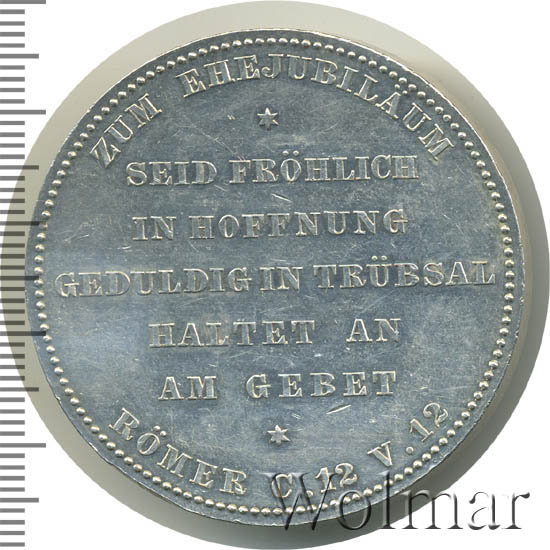 ZUM EHEJUBILÄUM
SEID FRÖHLICH
IN HOFFNUNG
GEDULDIG IN TRÜBSAL
HALTET AN
AM GEBET
RÖMER C. 12 V. 12
Wolmar